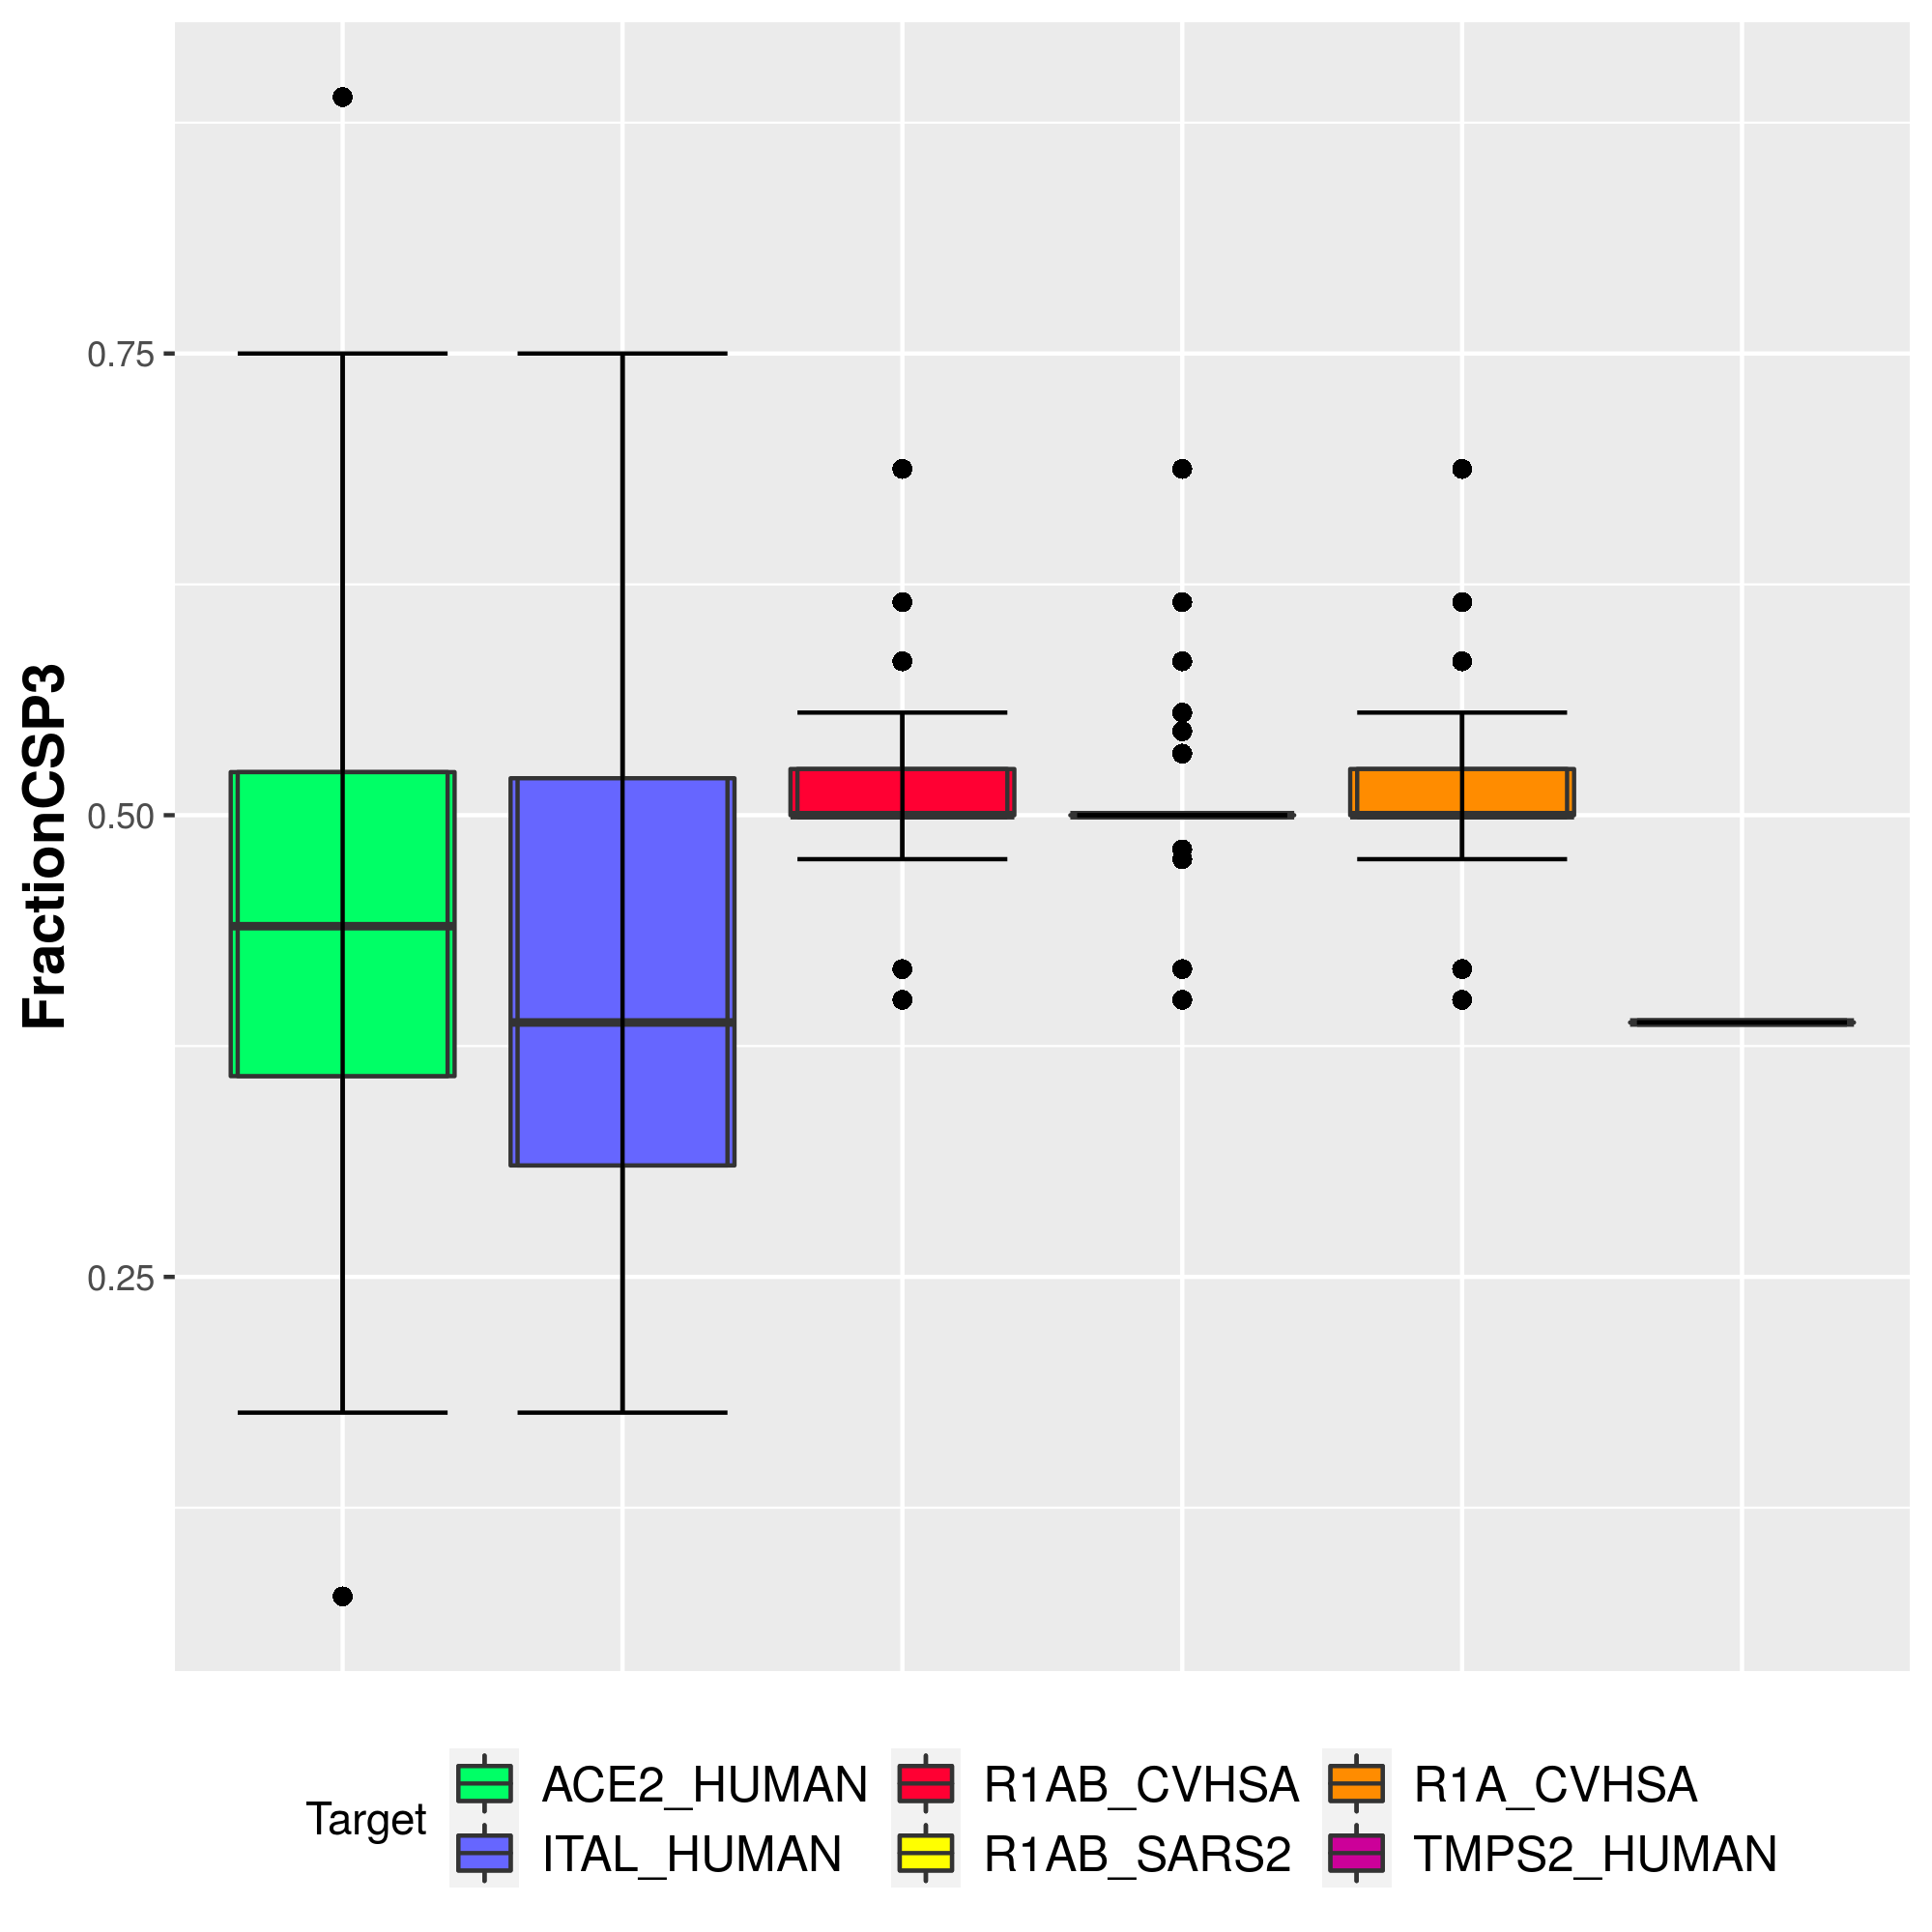 FractionCSP3
0.75
0.50
0.25
Target
ACE2_HUMAN
R1AB_CVHSA
R1A_CVHSA
ITAL_HUMAN
R1AB_SARS2
TMPS2_HUMAN